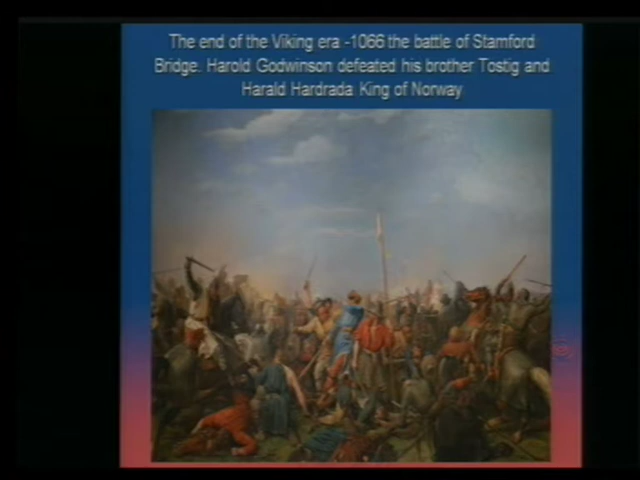 The end of the Viking era -1066 the battle of Stamford
Bridge. Harold Godwinson defeated his brother Tostig and
Harald Hardrada King of Norway